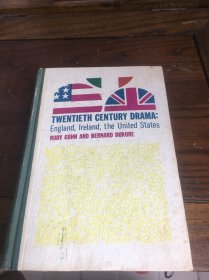 TWENTIETH CENTURY DRAMA:
England, Ireland, the United States
RUBY COHN AND BERNARD DUKORE